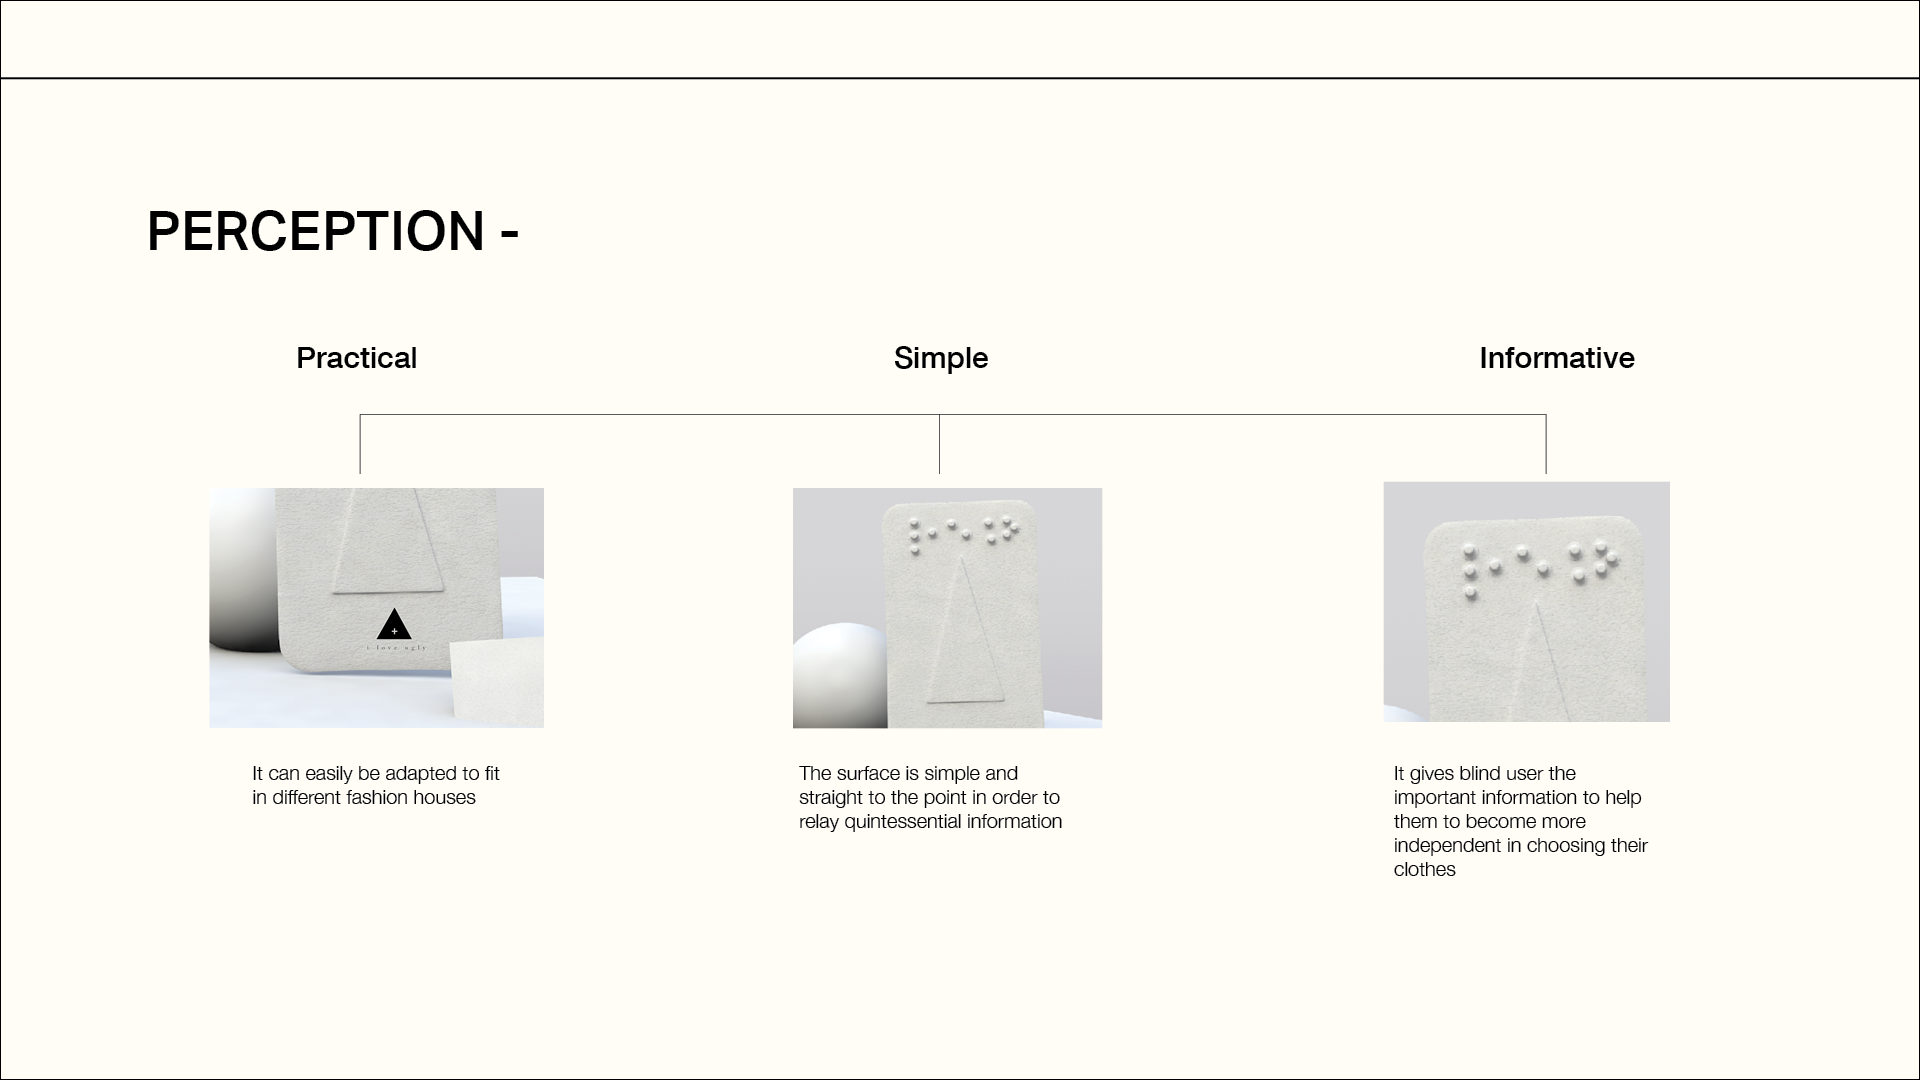 PERCEPTION -
Practical
Simple
Informative
i love ugly
It can easily be adapted to fit
in different fashion houses
The surface is simple and
straight to the point in order to
relay quintessential information
It gives blind user the
important information to help
them to become more
independent in choosing their
clothes